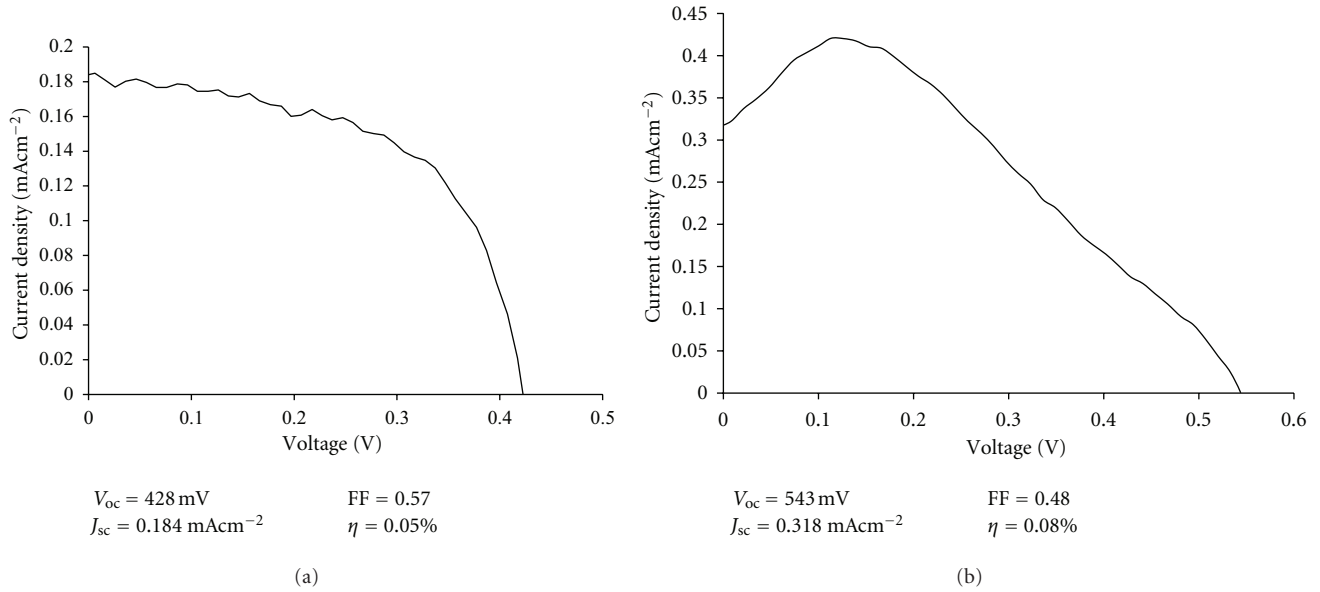 0.2
0.18
0.16
0.14
0.12
0.1
0.08
0.06
0.04
0.02
0
0 0.1 0.2 0.3 0.4 0.5
Current density (mAcm−2)
Voltage (V)
Voc = 428 mV FF = 0.57
Jsc = 0.184 mAcm−2 η = 0.05%
(a)
0.45
0.4
0.35
0.3
0.25
0.2
0.15
0.1
0.05
0
0 0.1 0.2 0.3 0.4 0.5 0.6
Current density (mAcm−2)
Voltage (V)
Voc = 543 mV FF = 0.48
Jsc = 0.318 mAcm−2 η = 0.08%
(b)